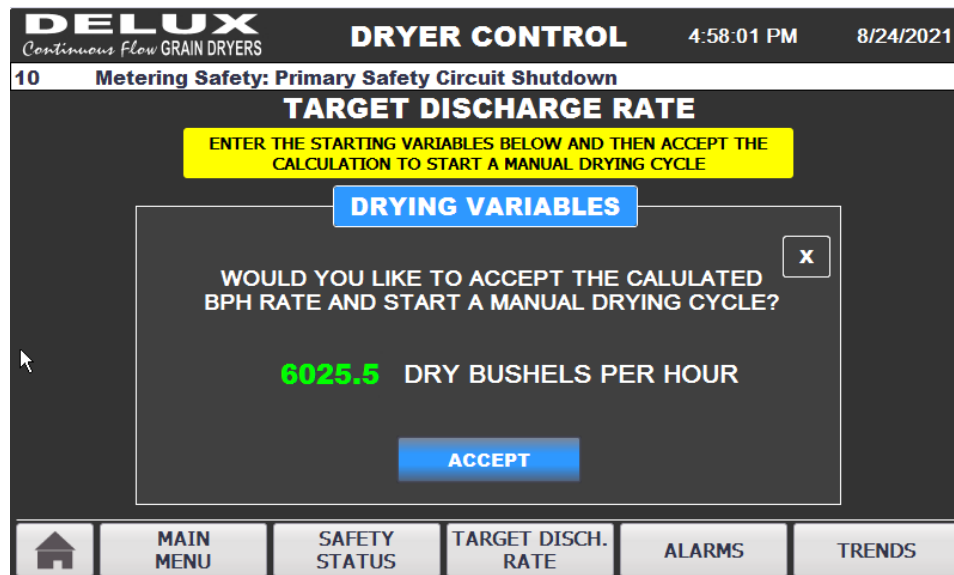 DELUX
Continuous Flow GRAIN DRYERS
DRYER CONTROL
4:58:01 PM
8/24/2021
10 Metering Safety: Primary Safety Circuit Shutdown
TARGET DISCHARGE RATE
ENTER THE STARTING VARIABLES BELOW AND THEN ACCEPT THE
CALCULATION TO START A MANUAL DRYING CYCLE
DRYING VARIABLES
X
WOULD YOU LIKE TO ACCEPT THE CALULATED
BPH RATE AND START A MANUAL DRYING CYCLE?
6025.5 DRY BUSHELS PER HOUR
ACCEPT
MAIN
MENU
SAFETY
STATUS
TARGET DISCH.
RATE
ALARMS
TRENDS